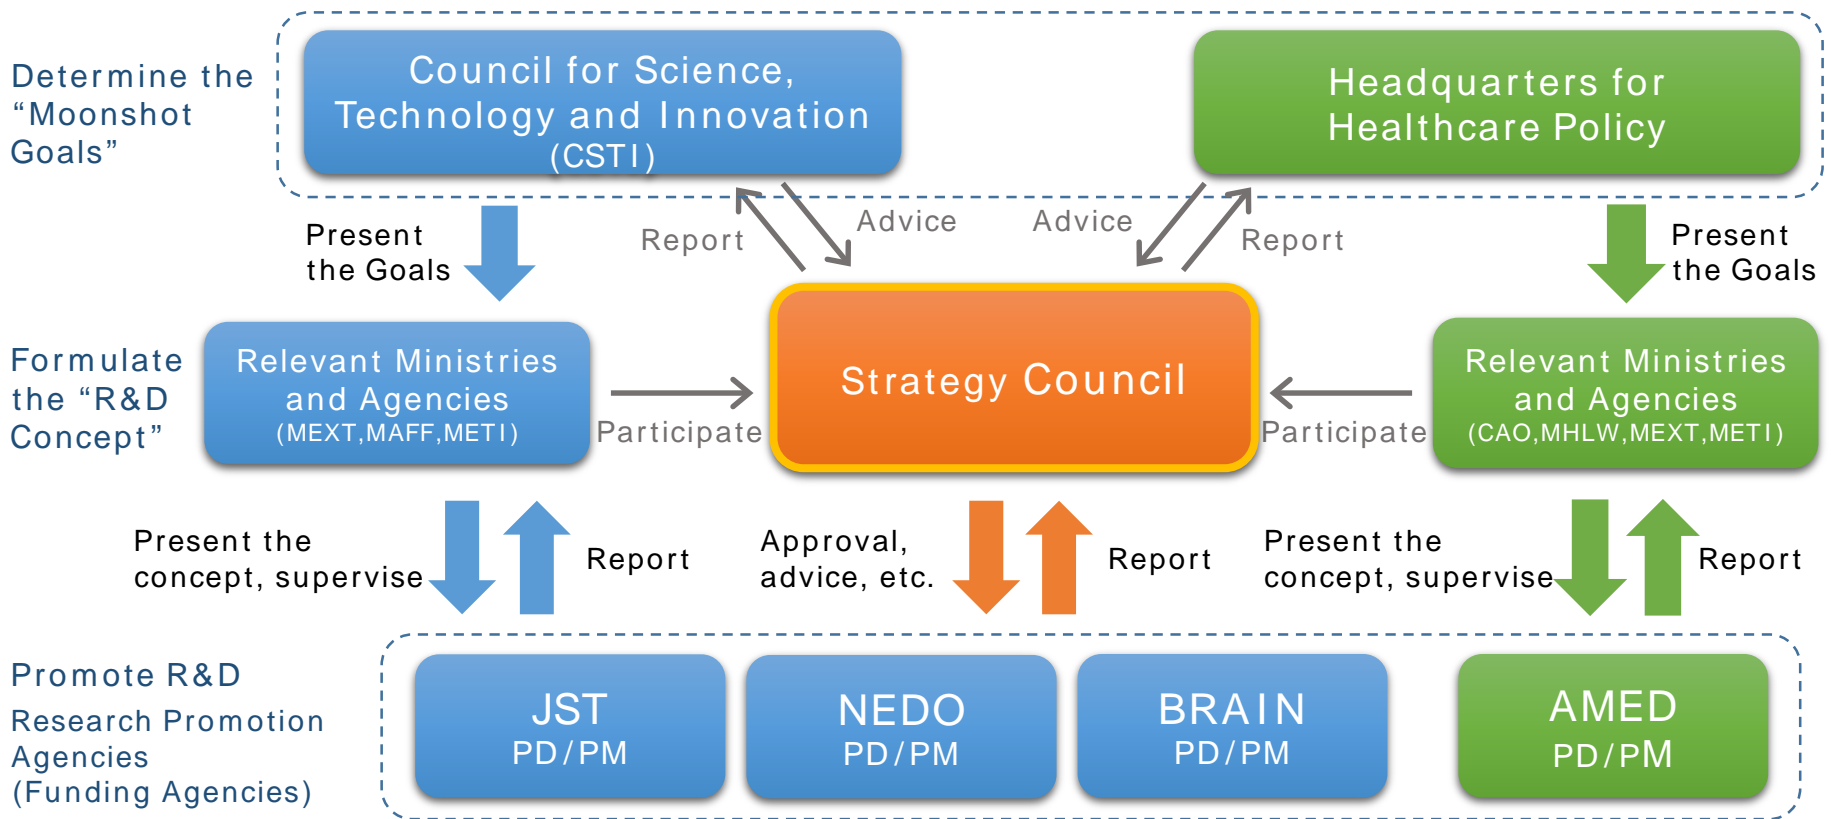 Determine the
“Moonshot
Goals”
Council for Science,
Technology and Innovation
(CSTI)
Headquarters for
Healthcare Policy
Present
the Goals
Report
Advice
Advice
Report
Present
the Goals
Formulate
the “R&D
Concept”
Relevant Ministries
and Agencies
(MEXT,MAFF,METI)
Participate
Strategy Council
Participate
Relevant Ministries
and Agencies
(CAO,MHLW,MEXT,METI)
Present the
concept, supervise
Report
Approval,
advice, etc.
Report
Present the
concept, supervise
Report
Promote R&D
Research Promotion
Agencies
(Funding Agencies)
JST
PD/PM
NEDO
PD/PM
BRAIN
PD/PM
AMED
PD/PM